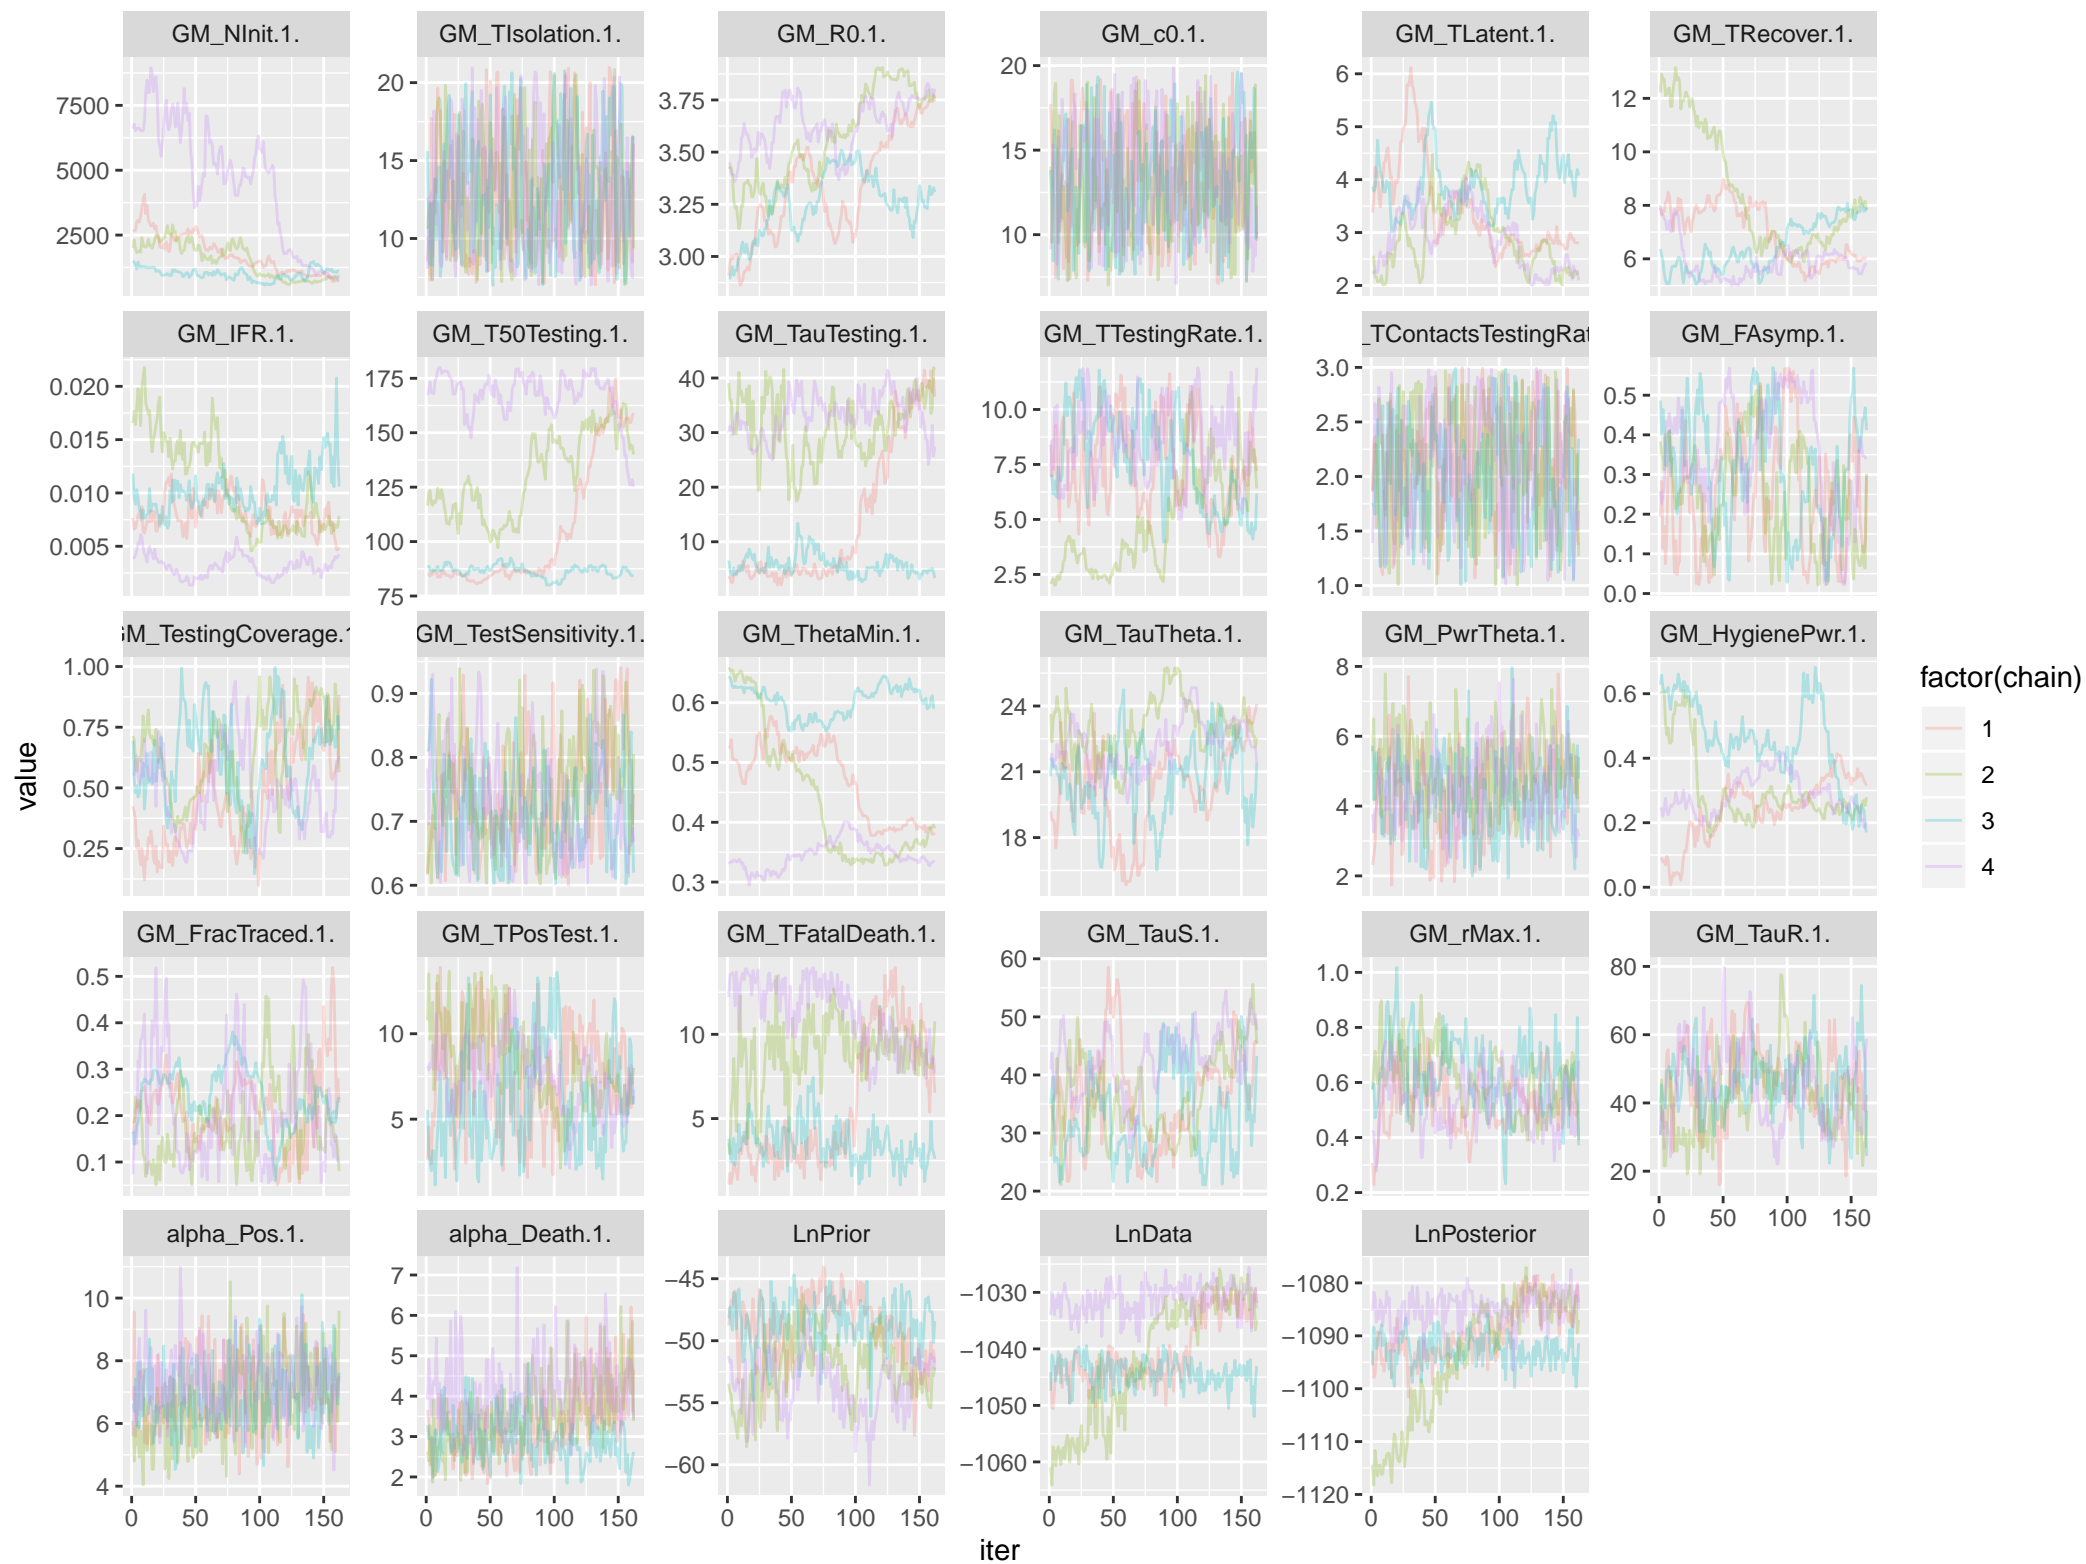 GM_NInit.1. GM_TIsolation.1. GM_R0.1. GM_c0.1. GM_TLatent.1. GM_TRecover.1.
7500 5000 2500
20 15 10
3.75 3.50 3.25 3.00
20 15 10
6 5 4 3 2
12 10 8 6
GM_IFR.1. GM_T50Testing.1. GM_TauTesting.1. GM_TTestingRate.1. _TContactsTestingRat GM_FAsymp.1.
0.020 0.015 0.010 0.005
175 150 125 100 75
40 30 20 10
10.0 7.5 5.0 2.5
3.0 2.5 2.0 1.5 1.0
0.5 0.4 0.3 0.2 0.1 0.0
GM_TestingCoverage.1 GM_TestSensitivity.1. GM_ThetaMin.1. GM_TauTheta.1. GM_PwrTheta.1. GM_HygienePwr.1.
1.00 0.75 0.50 0.25
0.9 0.8 0.7 0.6
0.6 0.5 0.4 0.3
24 21 18
8 6 4 2
0.6 0.4 0.2 0.0
GM_FracTraced.1. GM_TPosTest.1. GM_TFatalDeath.1. GM_TauS.1. GM_rMax.1. GM_TauR.1.
0.5 0.4 0.3 0.2 0.1
10 5
10 5
60 50 40 30 20
1.0 0.8 0.6 0.4 0.2
80 60 40 20
0 50 100 150
alpha_Pos.1. alpha_Death.1. LnPrior LnData LnPosterior
10 8 6 4
7 6 5 4 3 2
−45 −50 −55 −60
−1030 −1040 −1050 −1060
−1080 −1090 −1100 −1110 −1120
0 50 100 150 0 50 100 150 0 50 100 150 0 50 100 150 0 50 100 150
iter
value
factor(chain)
1
2
3
4